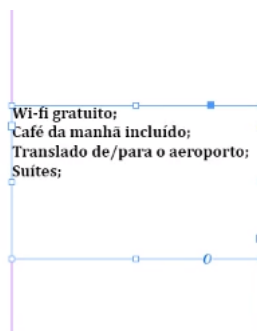 Wi-fi gratuito;
Café da manhã incluído;
Translado de/para o aeroporto;
Suítes;